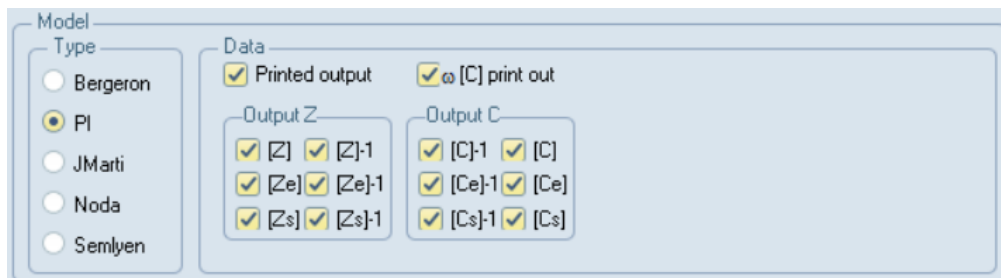 Model
Type
Bergeron
PI
JMarti
Noda
Semlyen
Data
Printed output
ω [C] print out
Output Z
[Z] [Z]-1
[Ze] [Ze]-1
[Zs] [Zs]-1
Output C
[C]-1 [C]
[Ce]-1 [Ce]
[Cs]-1 [Cs]